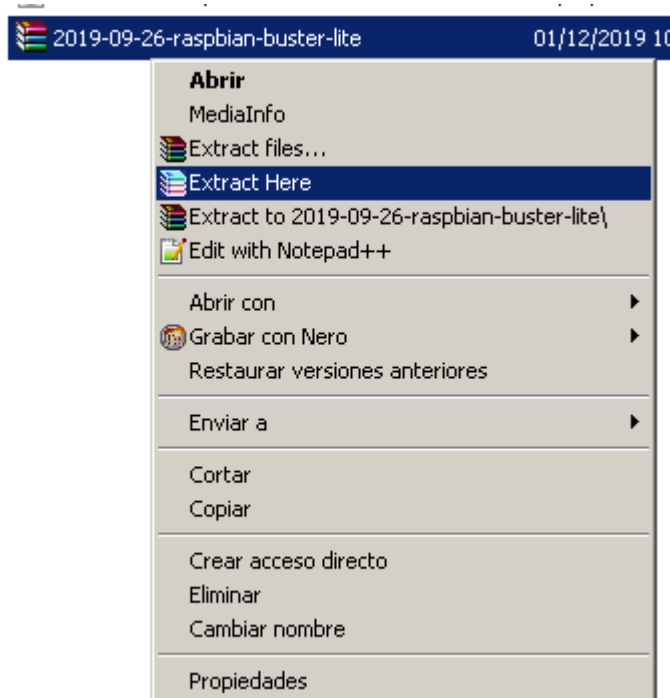 2019-09-26-raspbian-buster-lite 01/12/2019 10
Abrir
MediaInfo
Extract files...
Extract Here
Extract to 2019-09-26-raspbian-buster-lite\
Edit with Notepad++
Abrir con
Grabar con Nero
Restaurar versiones anteriores
Enviar a
Cortar
Copiar
Crear acceso directo
Eliminar
Cambiar nombre
Propiedades